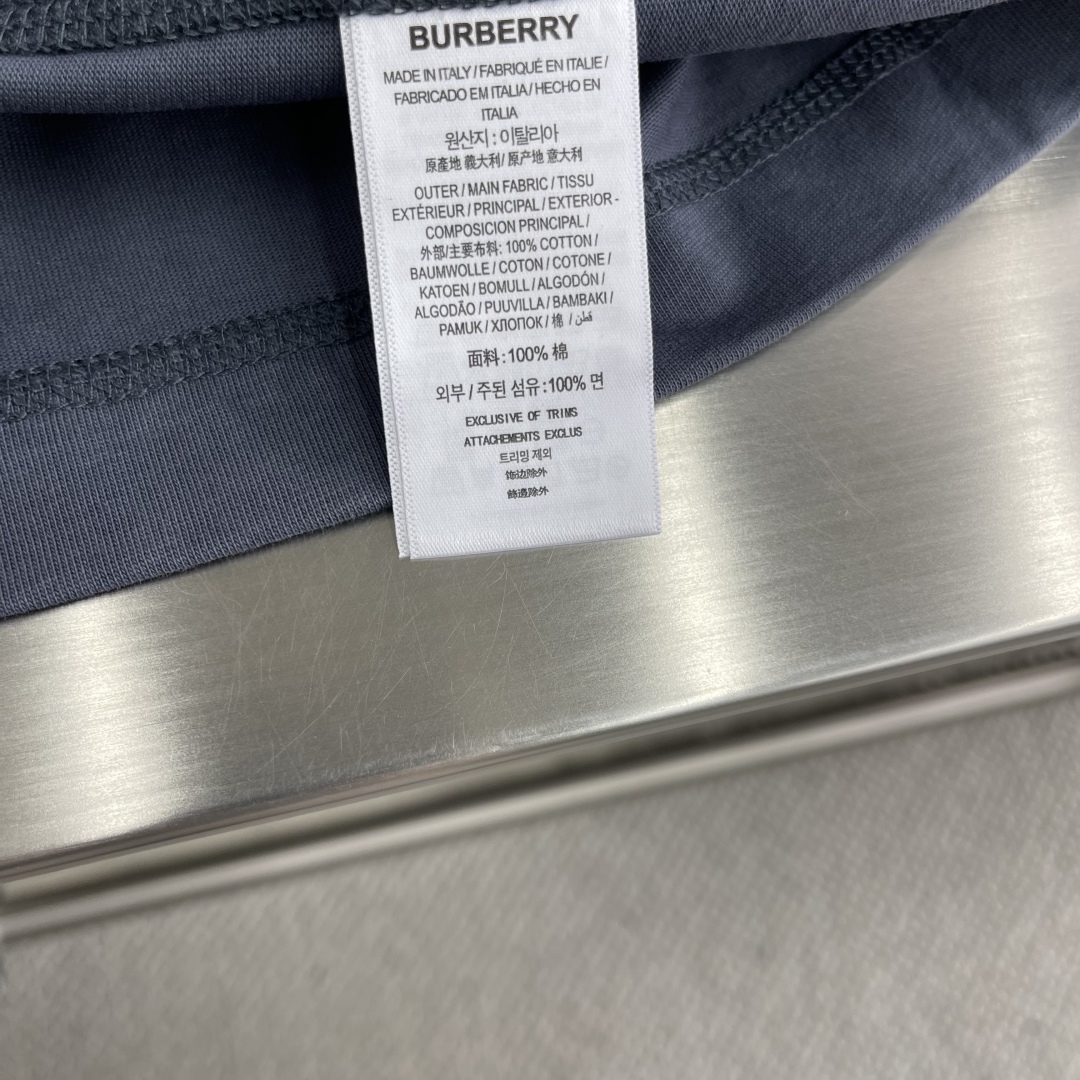 BURBERRY
MADE IN ITALY / FABRIQUÉ EN ITALIE /
FABRICADO EM ITALIA / HECHO EN
ITALIA
원산지 : 이탈리아
原產地 義大利/ 原产地 意大利
OUTER / MAIN FABRIC / TISSU
EXTÉRIEUR / PRINCIPAL / EXTERIOR -
COMPOSICION PRINCIPAL /
外部/主要布料: 100% COTTON /
BAUMWOLLE / COTON / COTONE /
KATOEN / BOMULL / ALGODÓN /
ALGODÃO / PUUVILLA / BAMBAKI /
PAMUK / ХЛОПОК / 棉 / قطن
面料:100% 棉
외부 / 주된 섬유:100% 면
EXCLUSIVE OF TRIMS
ATTACHEMENTS EXCLUS
트리밍 제외
饰边除外
飾邊除外